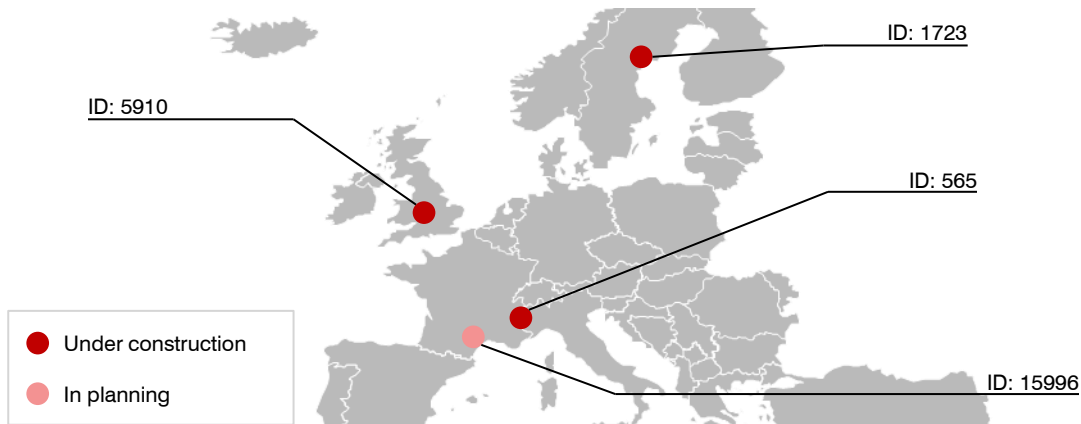 ID: 1723
ID: 5910
ID: 565
Under construction
ID: 15996
In planning